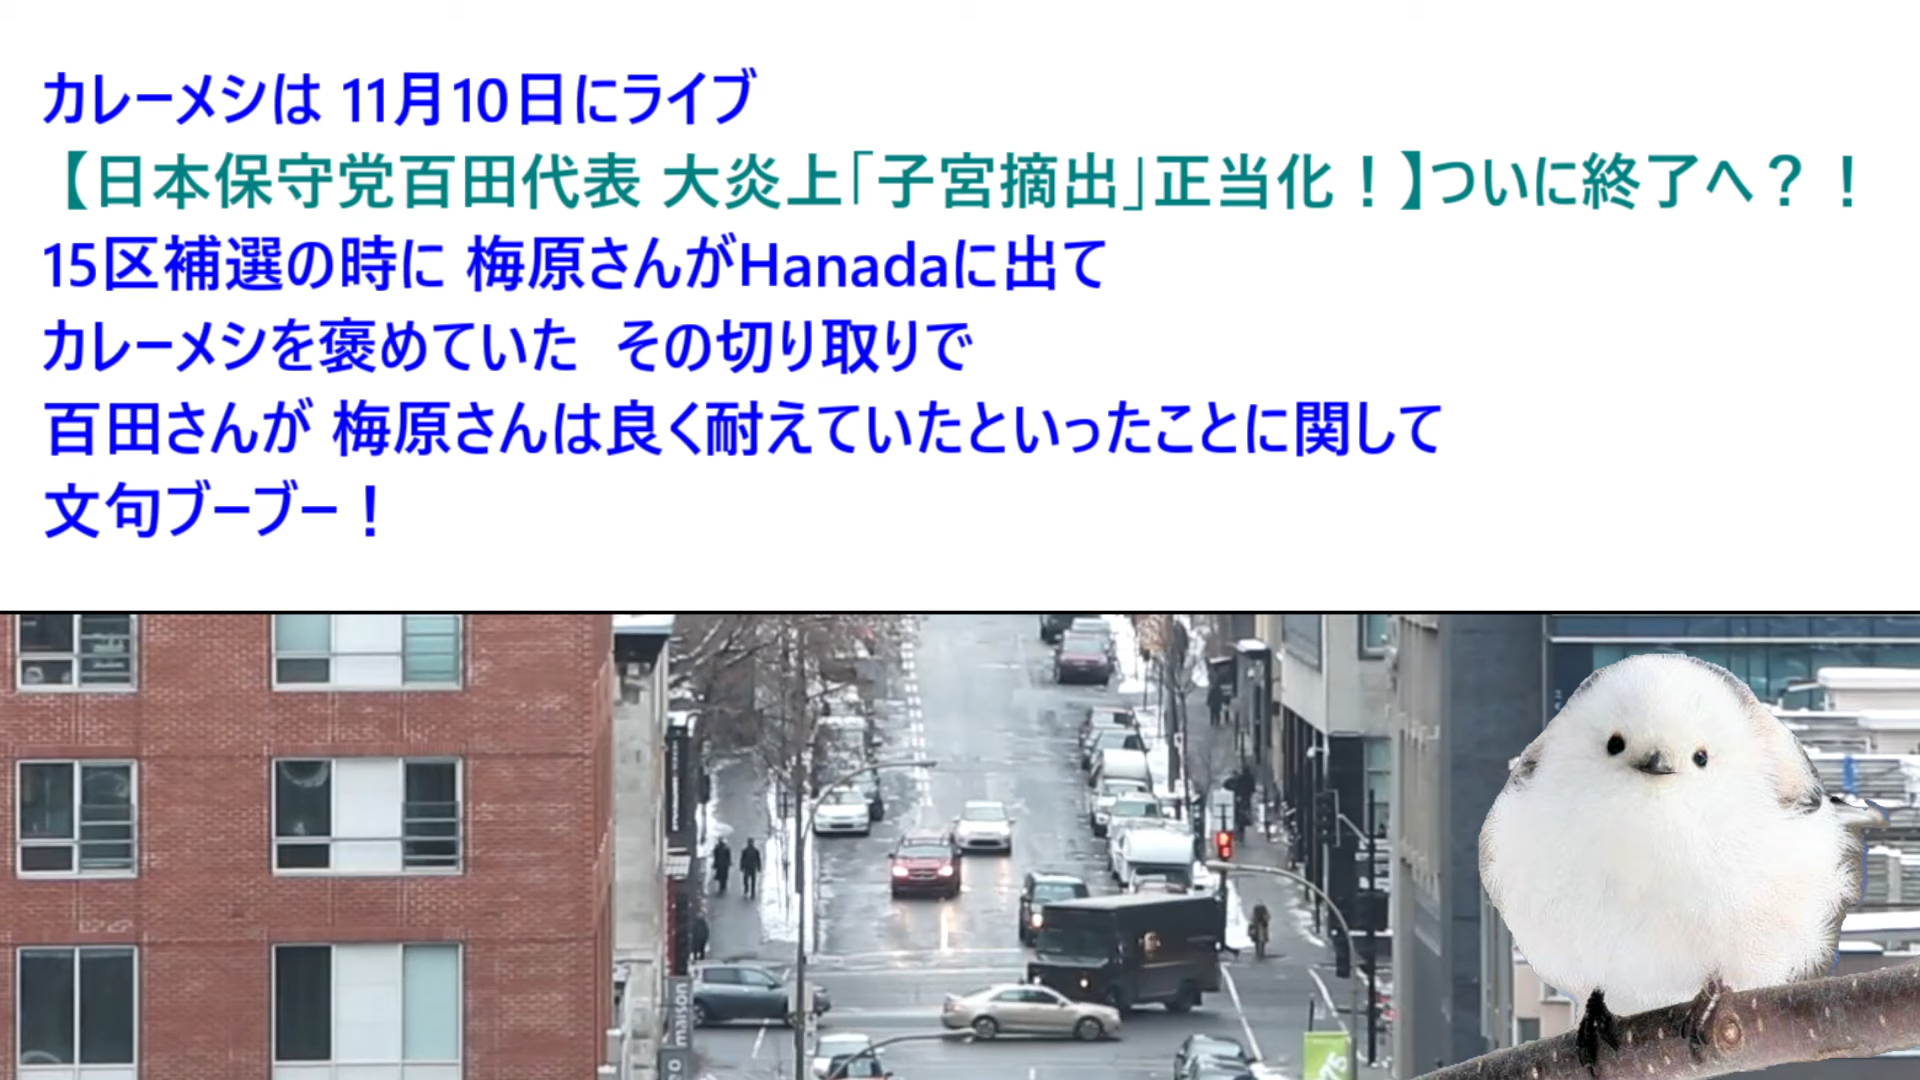 カレーメシは 11月10日にライブ
【日本保守党百田代表 大炎上「子宮摘出」正当化！】ついに終了へ？！
15区補選の時に 梅原さんがHanadaに出て
カレーメシを褒めていた その切り取りで
百田さんが 梅原さんは良く耐えていたといったことに関して
文句ブーブー！
maison